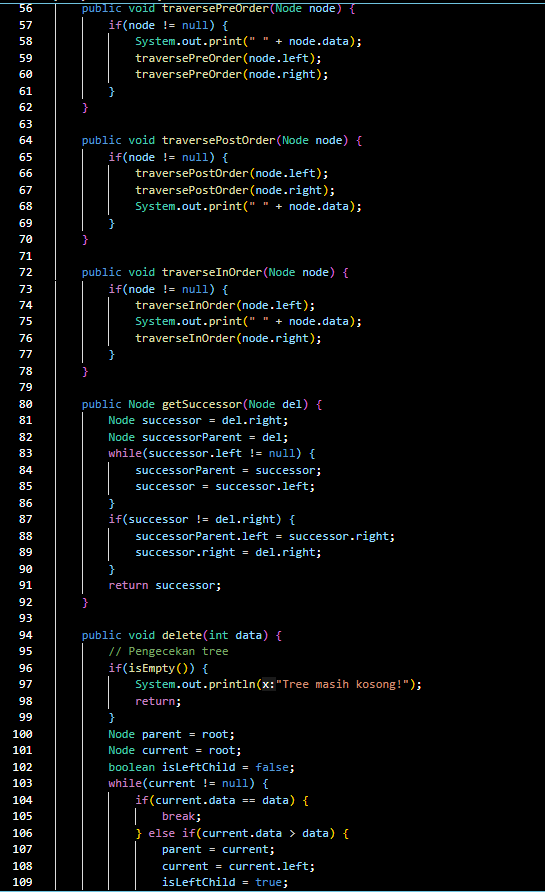 56 public void traversePreOrder(Node node) {
57 if(node != null) {
58 System.out.print(" " + node.data);
59 traversePreOrder(node.left);
60 traversePreOrder(node.right);
61 }
62 }
63
64 public void traversePostOrder(Node node) {
65 if(node != null) {
66 traversePostOrder(node.left);
67 traversePostOrder(node.right);
68 System.out.print(" " + node.data);
69 }
70 }
71
72 public void traverseInOrder(Node node) {
73 if(node != null) {
74 traverseInOrder(node.left);
75 System.out.print(" " + node.data);
76 traverseInOrder(node.right);
77 }
78 }
79
80 public Node getSuccessor(Node del) {
81 Node successor = del.right;
82 Node successorParent = del;
83 while(successor.left != null) {
84 successorParent = successor;
85 successor = successor.left;
86 }
87 if(successor != del.right) {
88 successorParent.left = successor.right;
89 successor.right = del.right;
90 }
91 return successor;
92 }
93
94 public void delete(int data) {
95 // Pengecekan tree
96 if(isEmpty()) {
97 System.out.println(x:"Tree masih kosong!");
98 return;
99 }
100 Node parent = root;
101 Node current = root;
102 boolean isLeftChild = false;
103 while(current != null) {
104 if(current.data == data) {
105 break;
106 } else if(current.data > data) {
107 parent = current;
108 current = current.left;
109 isLeftChild = true;